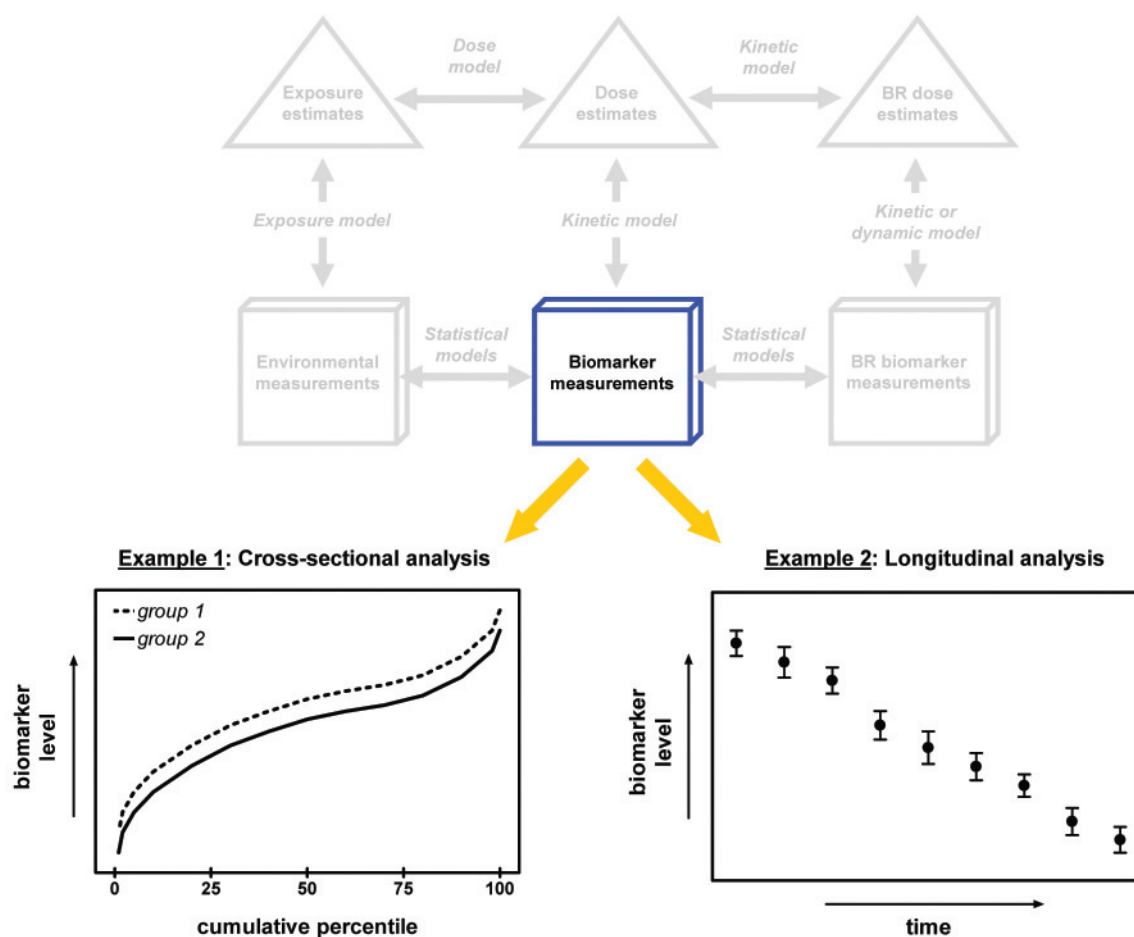 Dose
model
Kinetic
model
Exposure
estimates
Dose
estimates
BR dose
estimates
Exposure model
Kinetic model
Kinetic or
dynamic model
Environmental
measurements
Statistical
models
Biomarker
measurements
Statistical
models
BR biomarker
measurements
Example 1: Cross-sectional analysis
group 1
group 2
biomarker
level
0 25 50 75 100
cumulative percentile
Example 2: Longitudinal analysis
biomarker
level
time